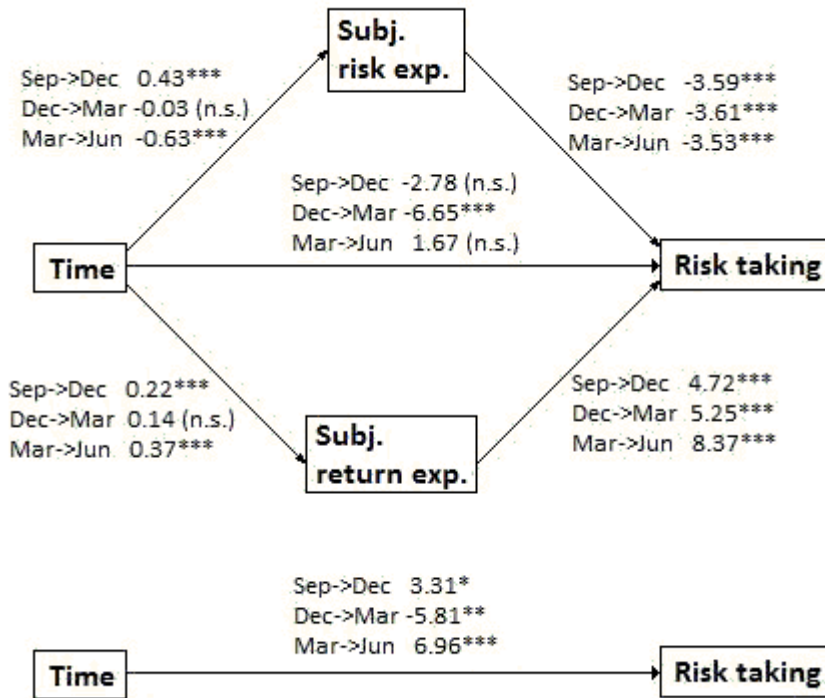 Subj.
risk exp.
Sep->Dec 0.43***
Dec->Mar -0.03 (n.s.)
Mar->Jun -0.63***
Sep->Dec -3.59***
Dec->Mar -3.61***
Mar->Jun -3.53***
Sep->Dec -2.78 (n.s.)
Dec->Mar -6.65***
Mar->Jun 1.67 (n.s.)
Time
Risk taking
Sep->Dec 0.22***
Dec->Mar 0.14 (n.s.)
Mar->Jun 0.37***
Sep->Dec 4.72***
Dec->Mar 5.25***
Mar->Jun 8.37***
Subj.
return exp.
Sep->Dec 3.31*
Dec->Mar -5.81**
Mar->Jun 6.96***
Time
Risk taking